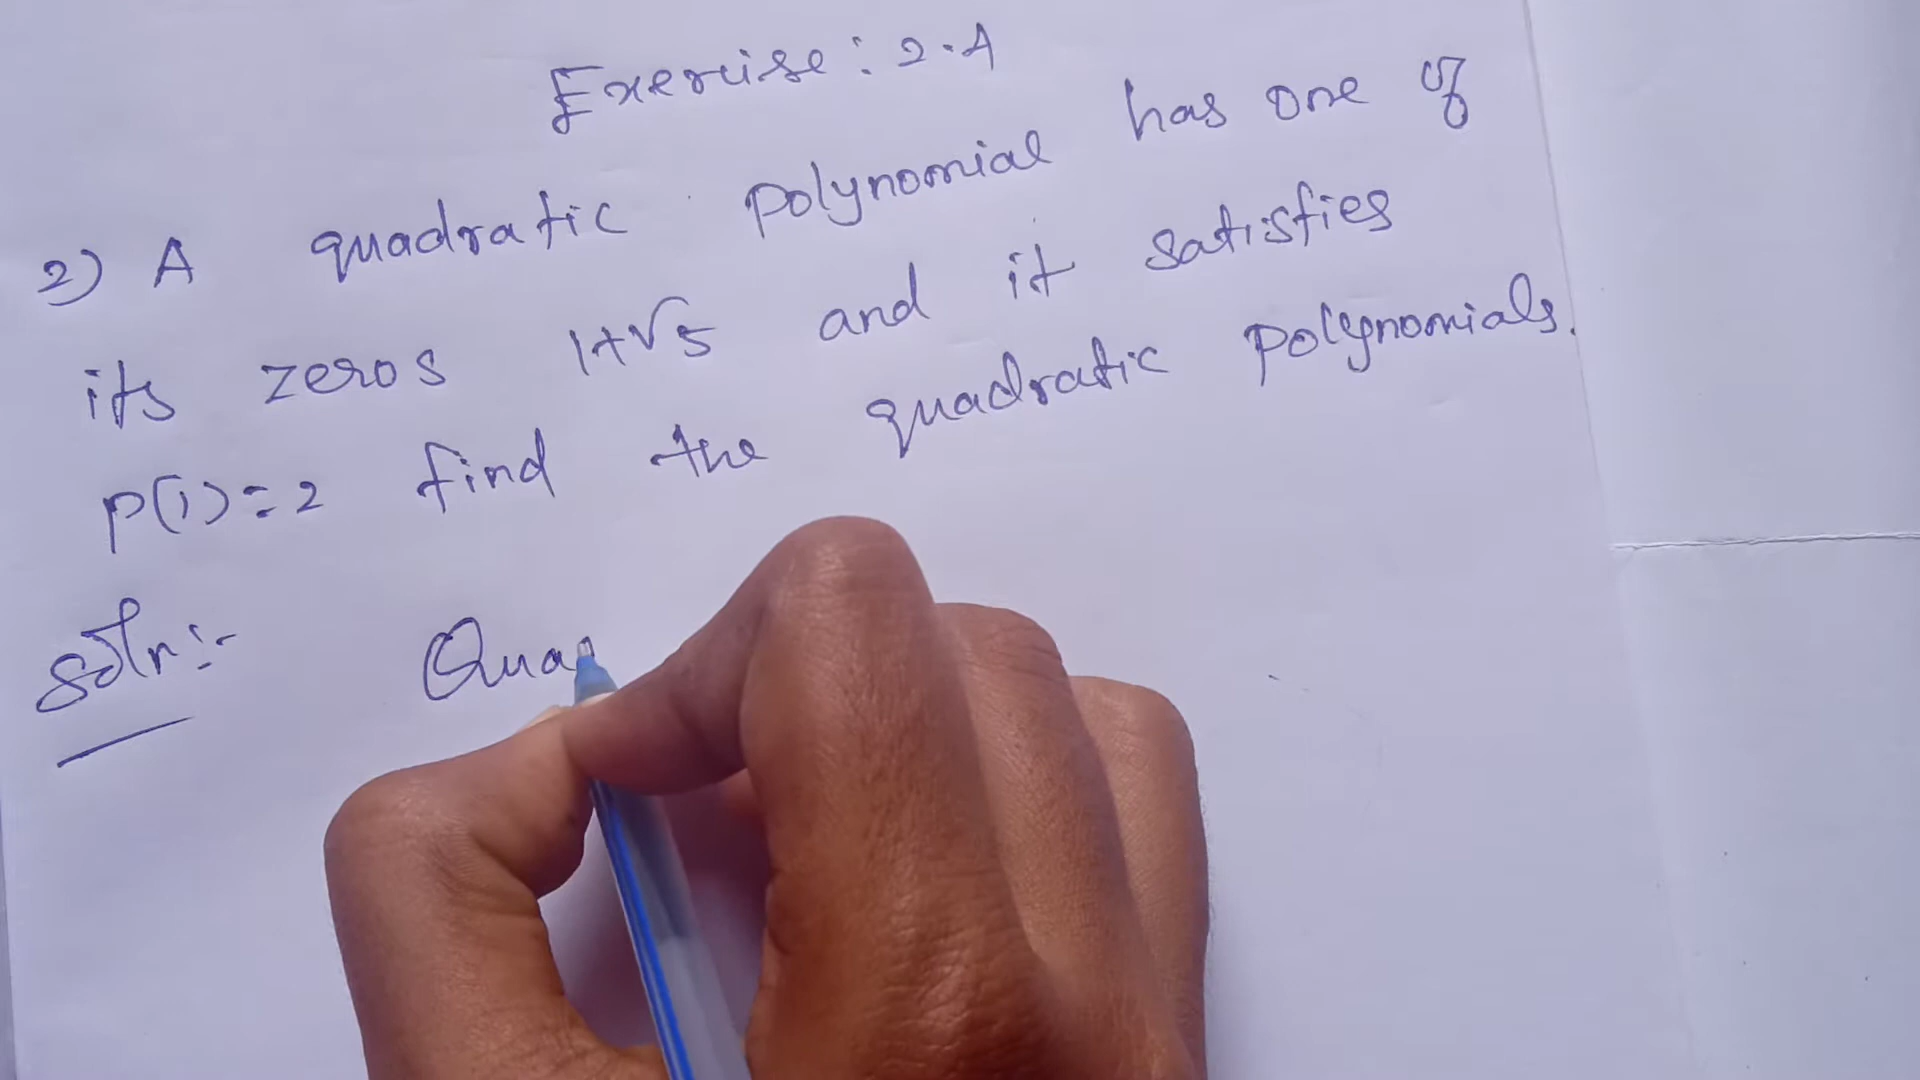 Exercise: 2.4
2) A quadratic polynomial has one of
its zeros 1+√5 and it satisfies
P(1)=2 find the quadratic polynomials.
Soln:-
Qua